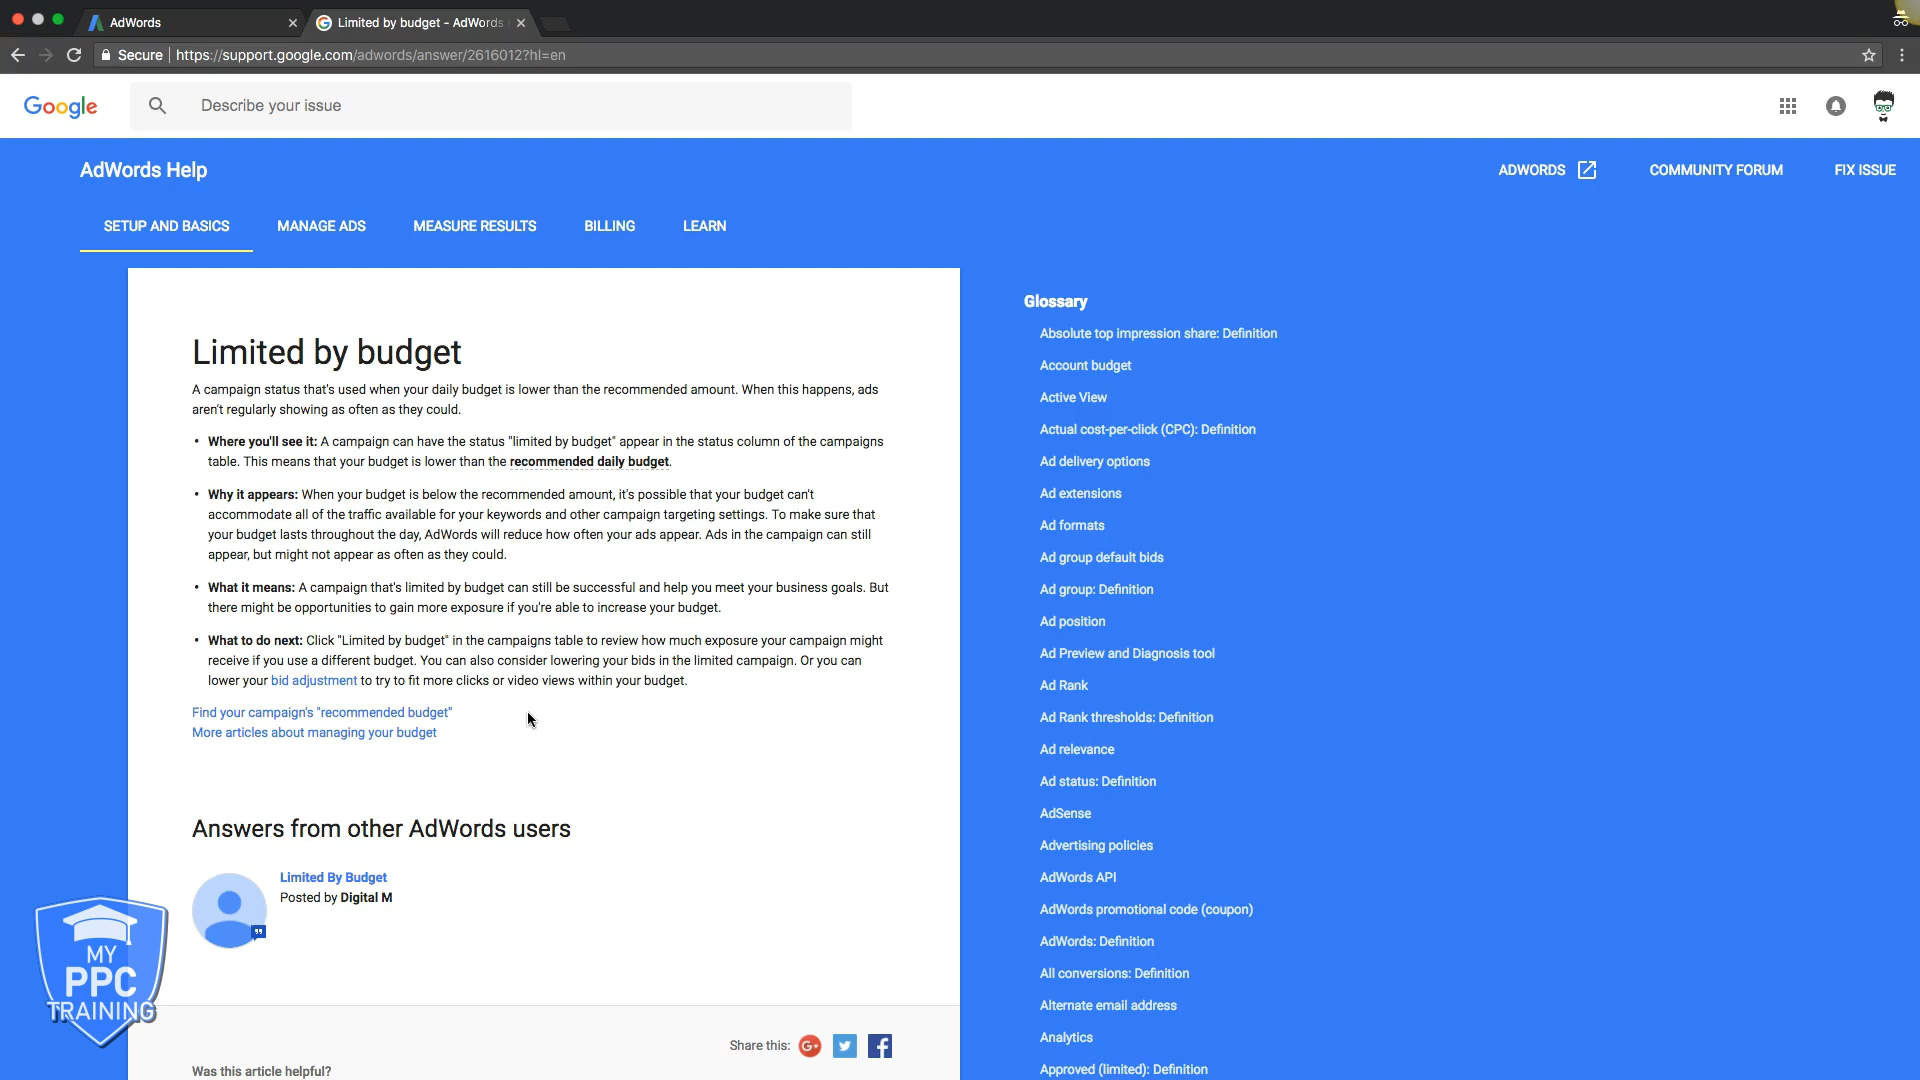 AdWords
Limited by budget - AdWords
Secure | https://support.google.com/adwords/answer/2616012?hl=en
Google
Describe your issue
AdWords Help
ADWORDS
COMMUNITY FORUM
FIX ISSUE
SETUP AND BASICS
MANAGE ADS
MEASURE RESULTS
BILLING
LEARN
Limited by budget
A campaign status that's used when your daily budget is lower than the recommended amount. When this happens, ads
aren't regularly showing as often as they could.
• Where you'll see it: A campaign can have the status "limited by budget" appear in the status column of the campaigns
table. This means that your budget is lower than the recommended daily budget.
• Why it appears: When your budget is below the recommended amount, it's possible that your budget can't
accommodate all of the traffic available for your keywords and other campaign targeting settings. To make sure that
your budget lasts throughout the day, AdWords will reduce how often your ads appear. Ads in the campaign can still
appear, but might not appear as often as they could.
• What it means: A campaign that's limited by budget can still be successful and help you meet your business goals. But
there might be opportunities to gain more exposure if you're able to increase your budget.
• What to do next: Click "Limited by budget" in the campaigns table to review how much exposure your campaign might
receive if you use a different budget. You can also consider lowering your bids in the limited campaign. Or you can
lower your bid adjustment to try to fit more clicks or video views within your budget.
Find your campaign's "recommended budget"
More articles about managing your budget
Answers from other AdWords users
Limited By Budget
Posted by Digital M
MY
PPC
TRAINING
Share this:
Was this article helpful?
Glossary
Absolute top impression share: Definition
Account budget
Active View
Actual cost-per-click (CPC): Definition
Ad delivery options
Ad extensions
Ad formats
Ad group default bids
Ad group: Definition
Ad position
Ad Preview and Diagnosis tool
Ad Rank
Ad Rank thresholds: Definition
Ad relevance
Ad status: Definition
AdSense
Advertising policies
AdWords API
AdWords promotional code (coupon)
AdWords: Definition
All conversions: Definition
Alternate email address
Analytics
Approved (limited): Definition